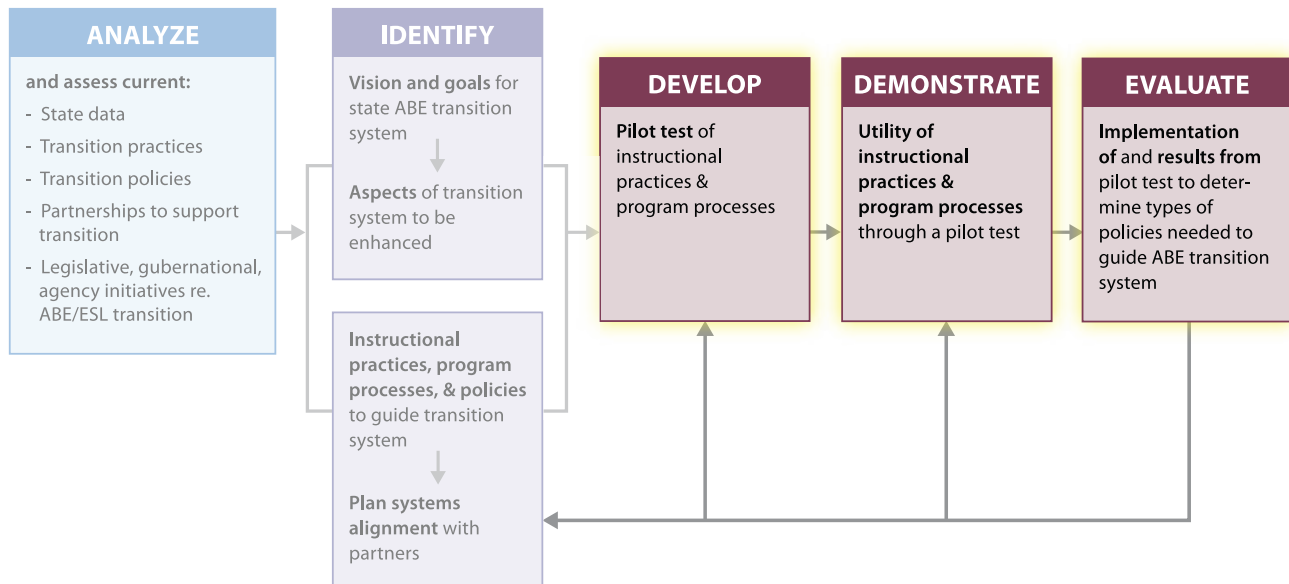 ANALYZE
and assess current:
- State data
- Transition practices
- Transition policies
- Partnerships to support
transition
- Legislative, gubernational,
agency initiatives re.
ABE/ESL transition
IDENTIFY
Vision and goals for
state ABE transition
system
Aspects of transition
system to be
enhanced
Instructional
practices, program
processes, & policies
to guide transition
system
Plan systems
alignment with
partners
DEVELOP
Pilot test of
instructional
practices &
program processes
DEMONSTRATE
Utility of
instructional
practices &
program processes
through a pilot test
EVALUATE
Implementation
of and results from
pilot test to deter-
mine types of
policies needed to
guide ABE transition
system